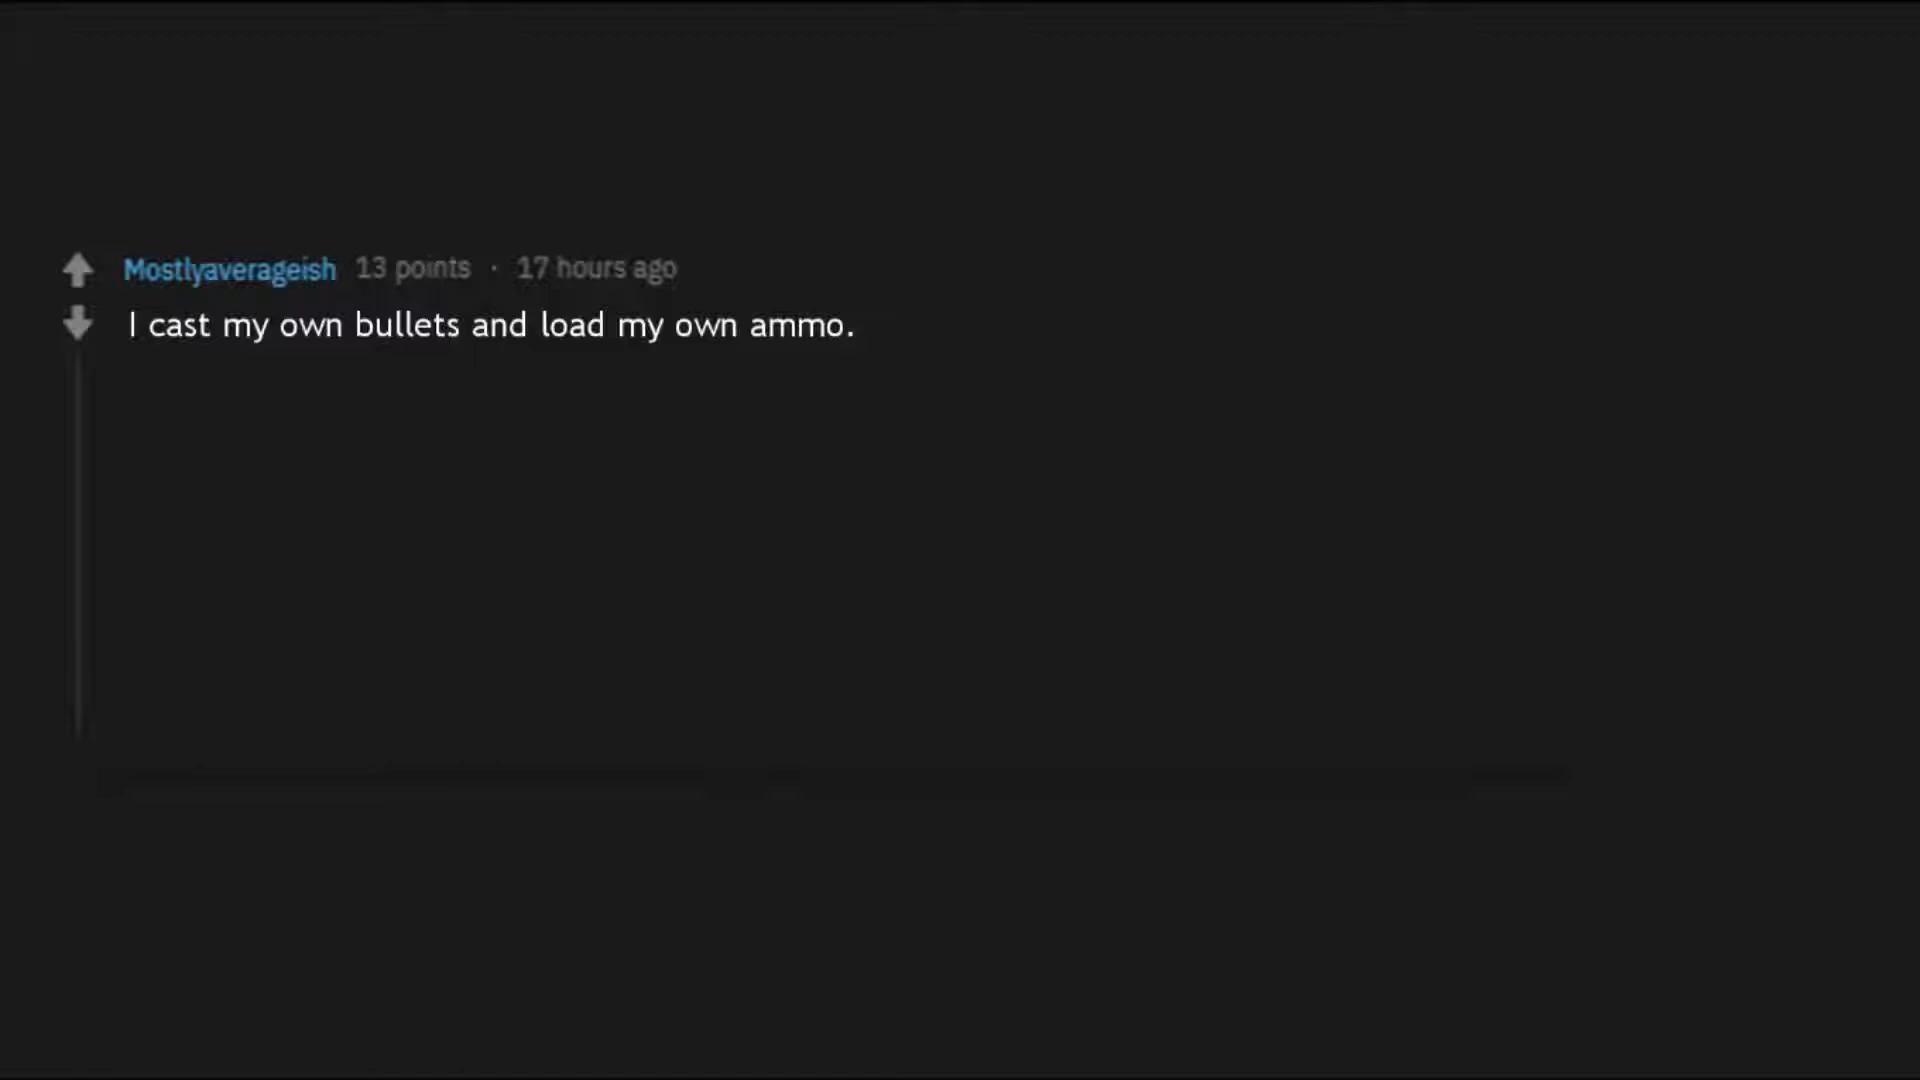 Mostlyaverageish 13 points · 17 hours ago
I cast my own bullets and load my own ammo.